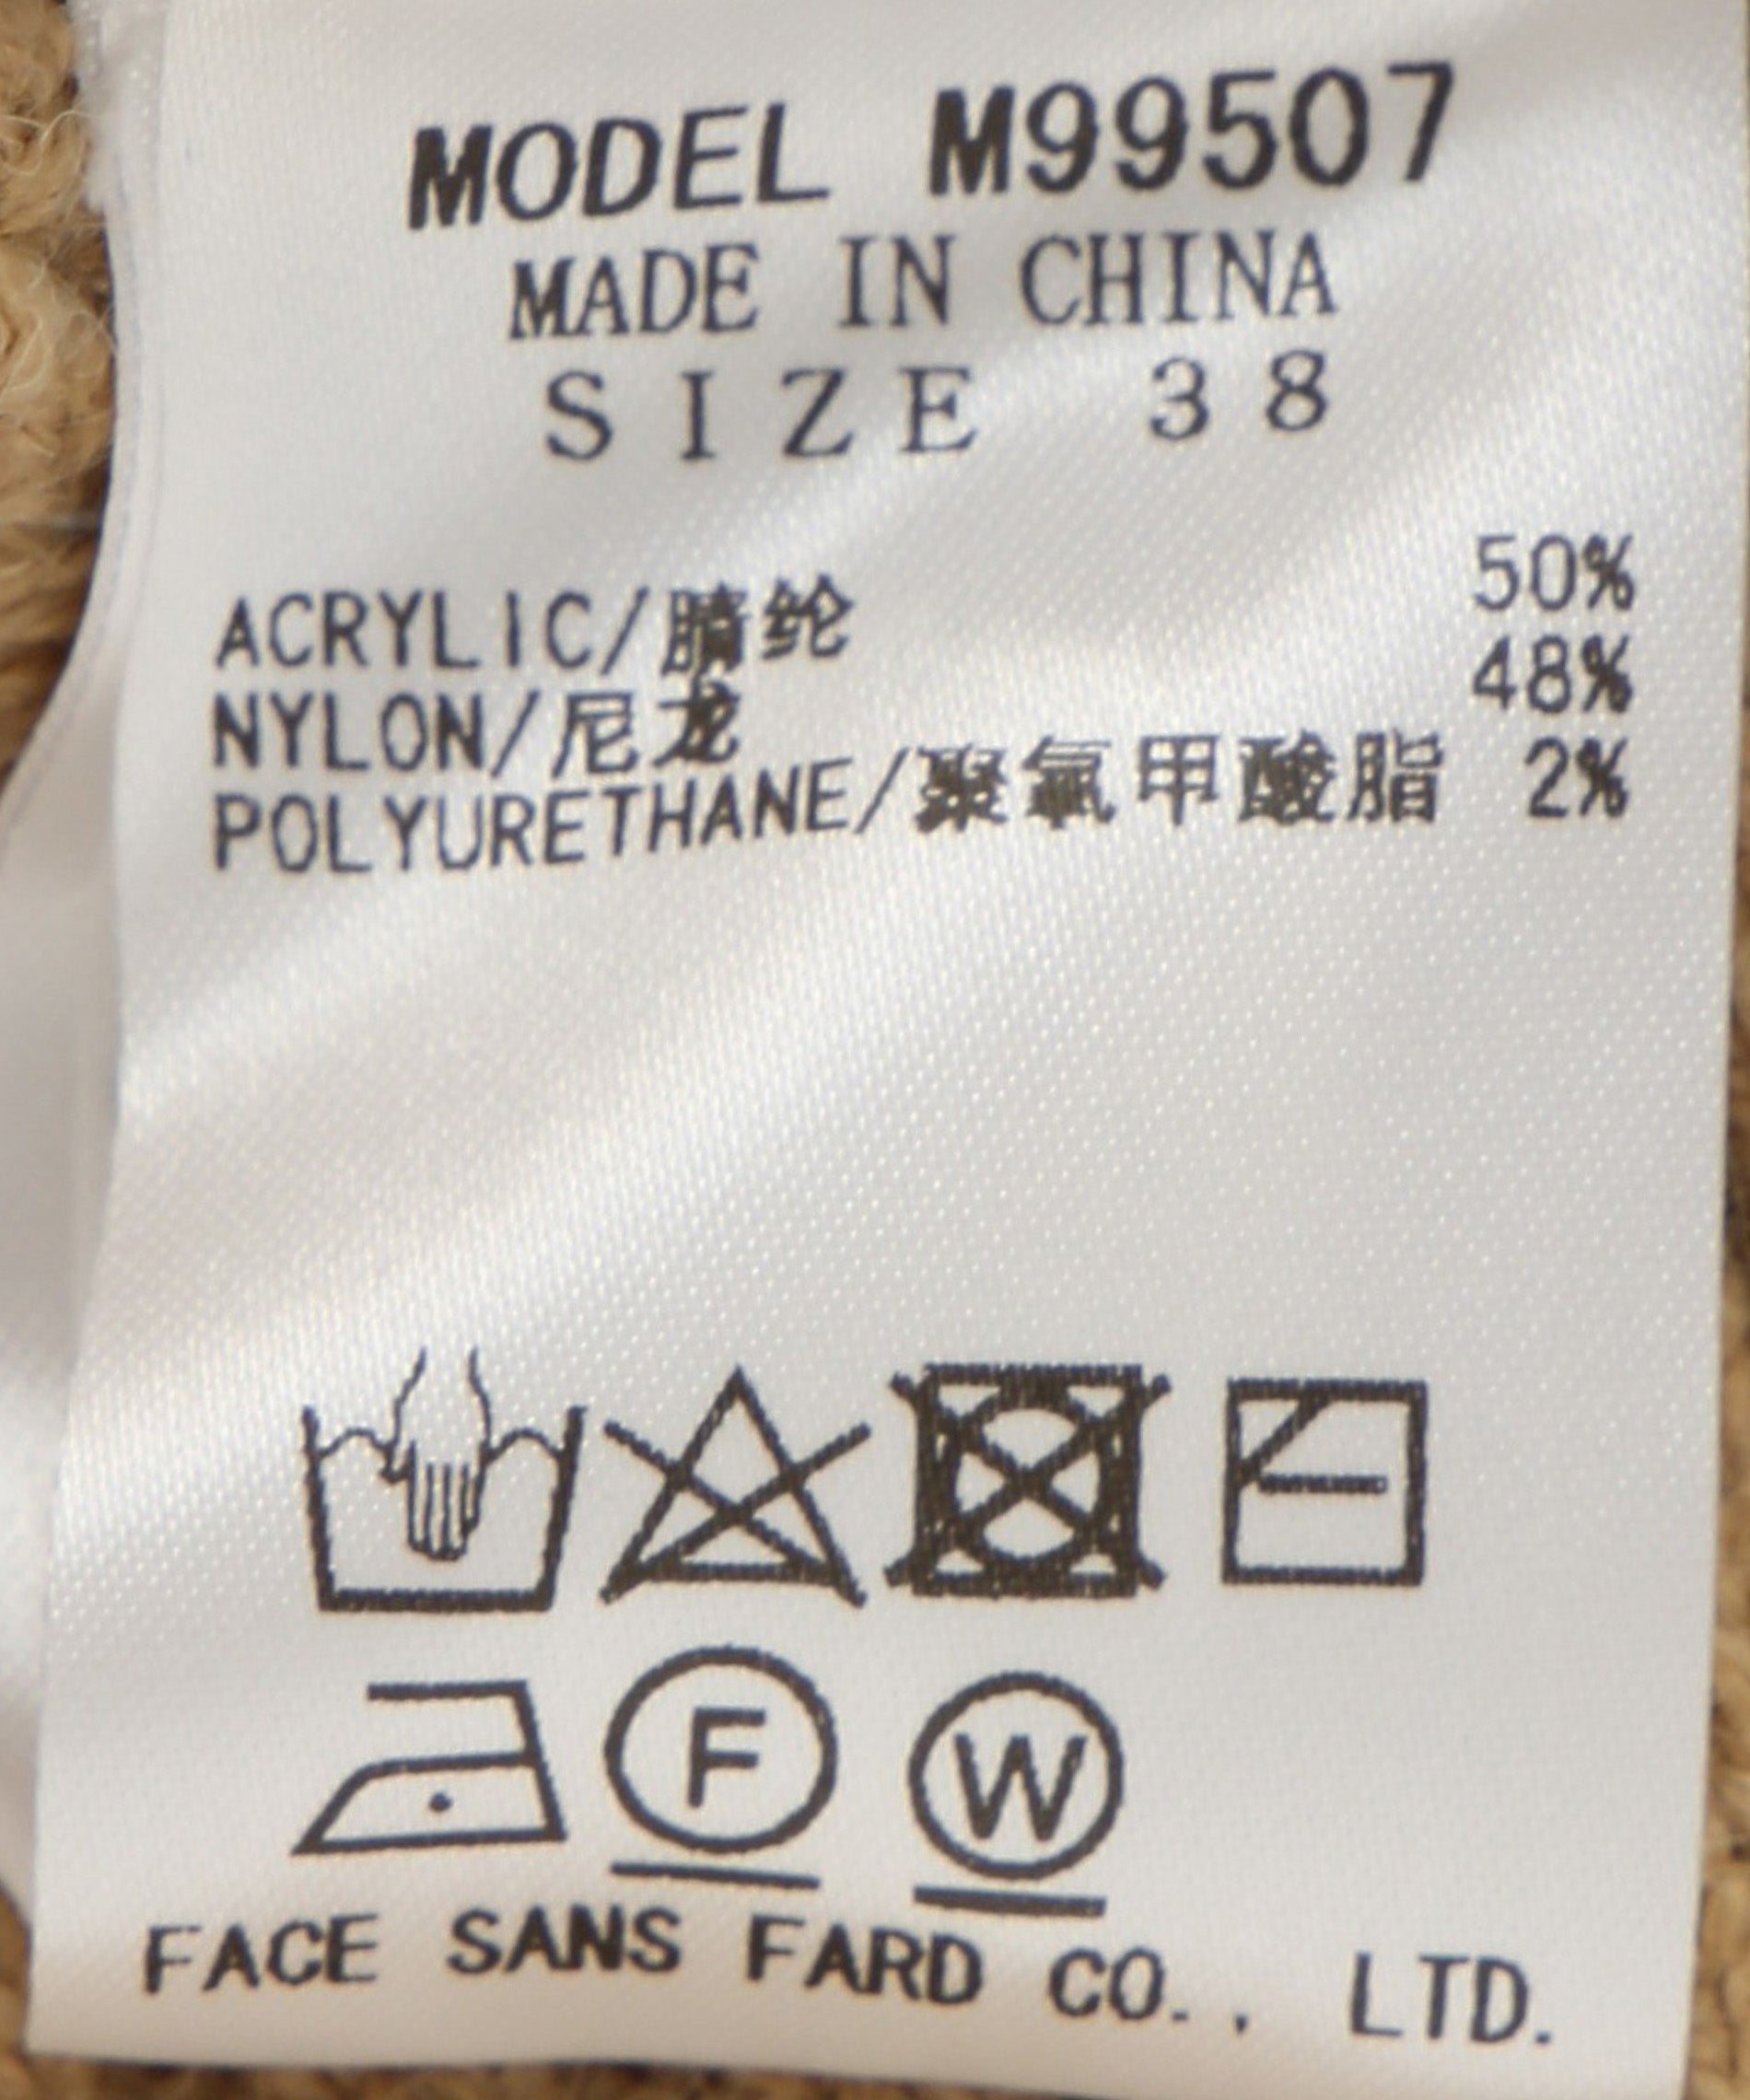 MODEL M99507
MADE IN CHINA
SIZE 38
ACRYLIC/腈纶 50%
NYLON/尼龙 48%
POLYURETHANE/聚氨甲酸脂 2%
F W
FACE SANS FARD CO., LTD.